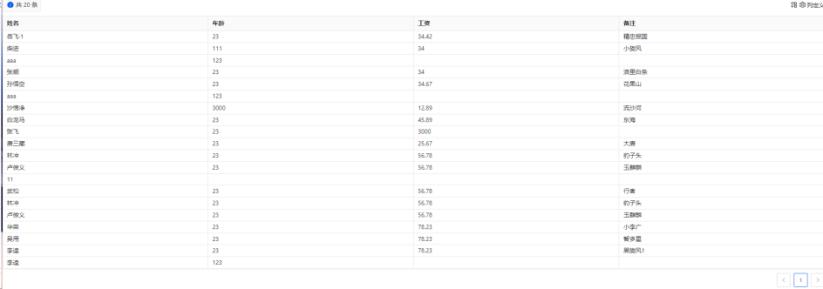 共 20 条 列定义
姓名 年龄 工资 备注
岳飞-1 23 34.42 精忠报国
柴进 111 34 小旋风
aaa 123
张顺 23 34 浪里白条
孙悟空 23 34.67 花果山
aaa 123
沙悟净 3000 12.89 流沙河
白龙马 23 45.89 东海
张飞 23 3000
唐三藏 23 25.67 大唐
林冲 23 56.78 豹子头
卢俊义 23 56.78 玉麒麟
11
武松 23 56.78 行者
林冲 23 56.78 豹子头
卢俊义 23 56.78 玉麒麟
华荣 23 78.23 小李广
吴用 23 78.23 智多星
李逵 23 78.23 黑旋风1
李逵 123
1